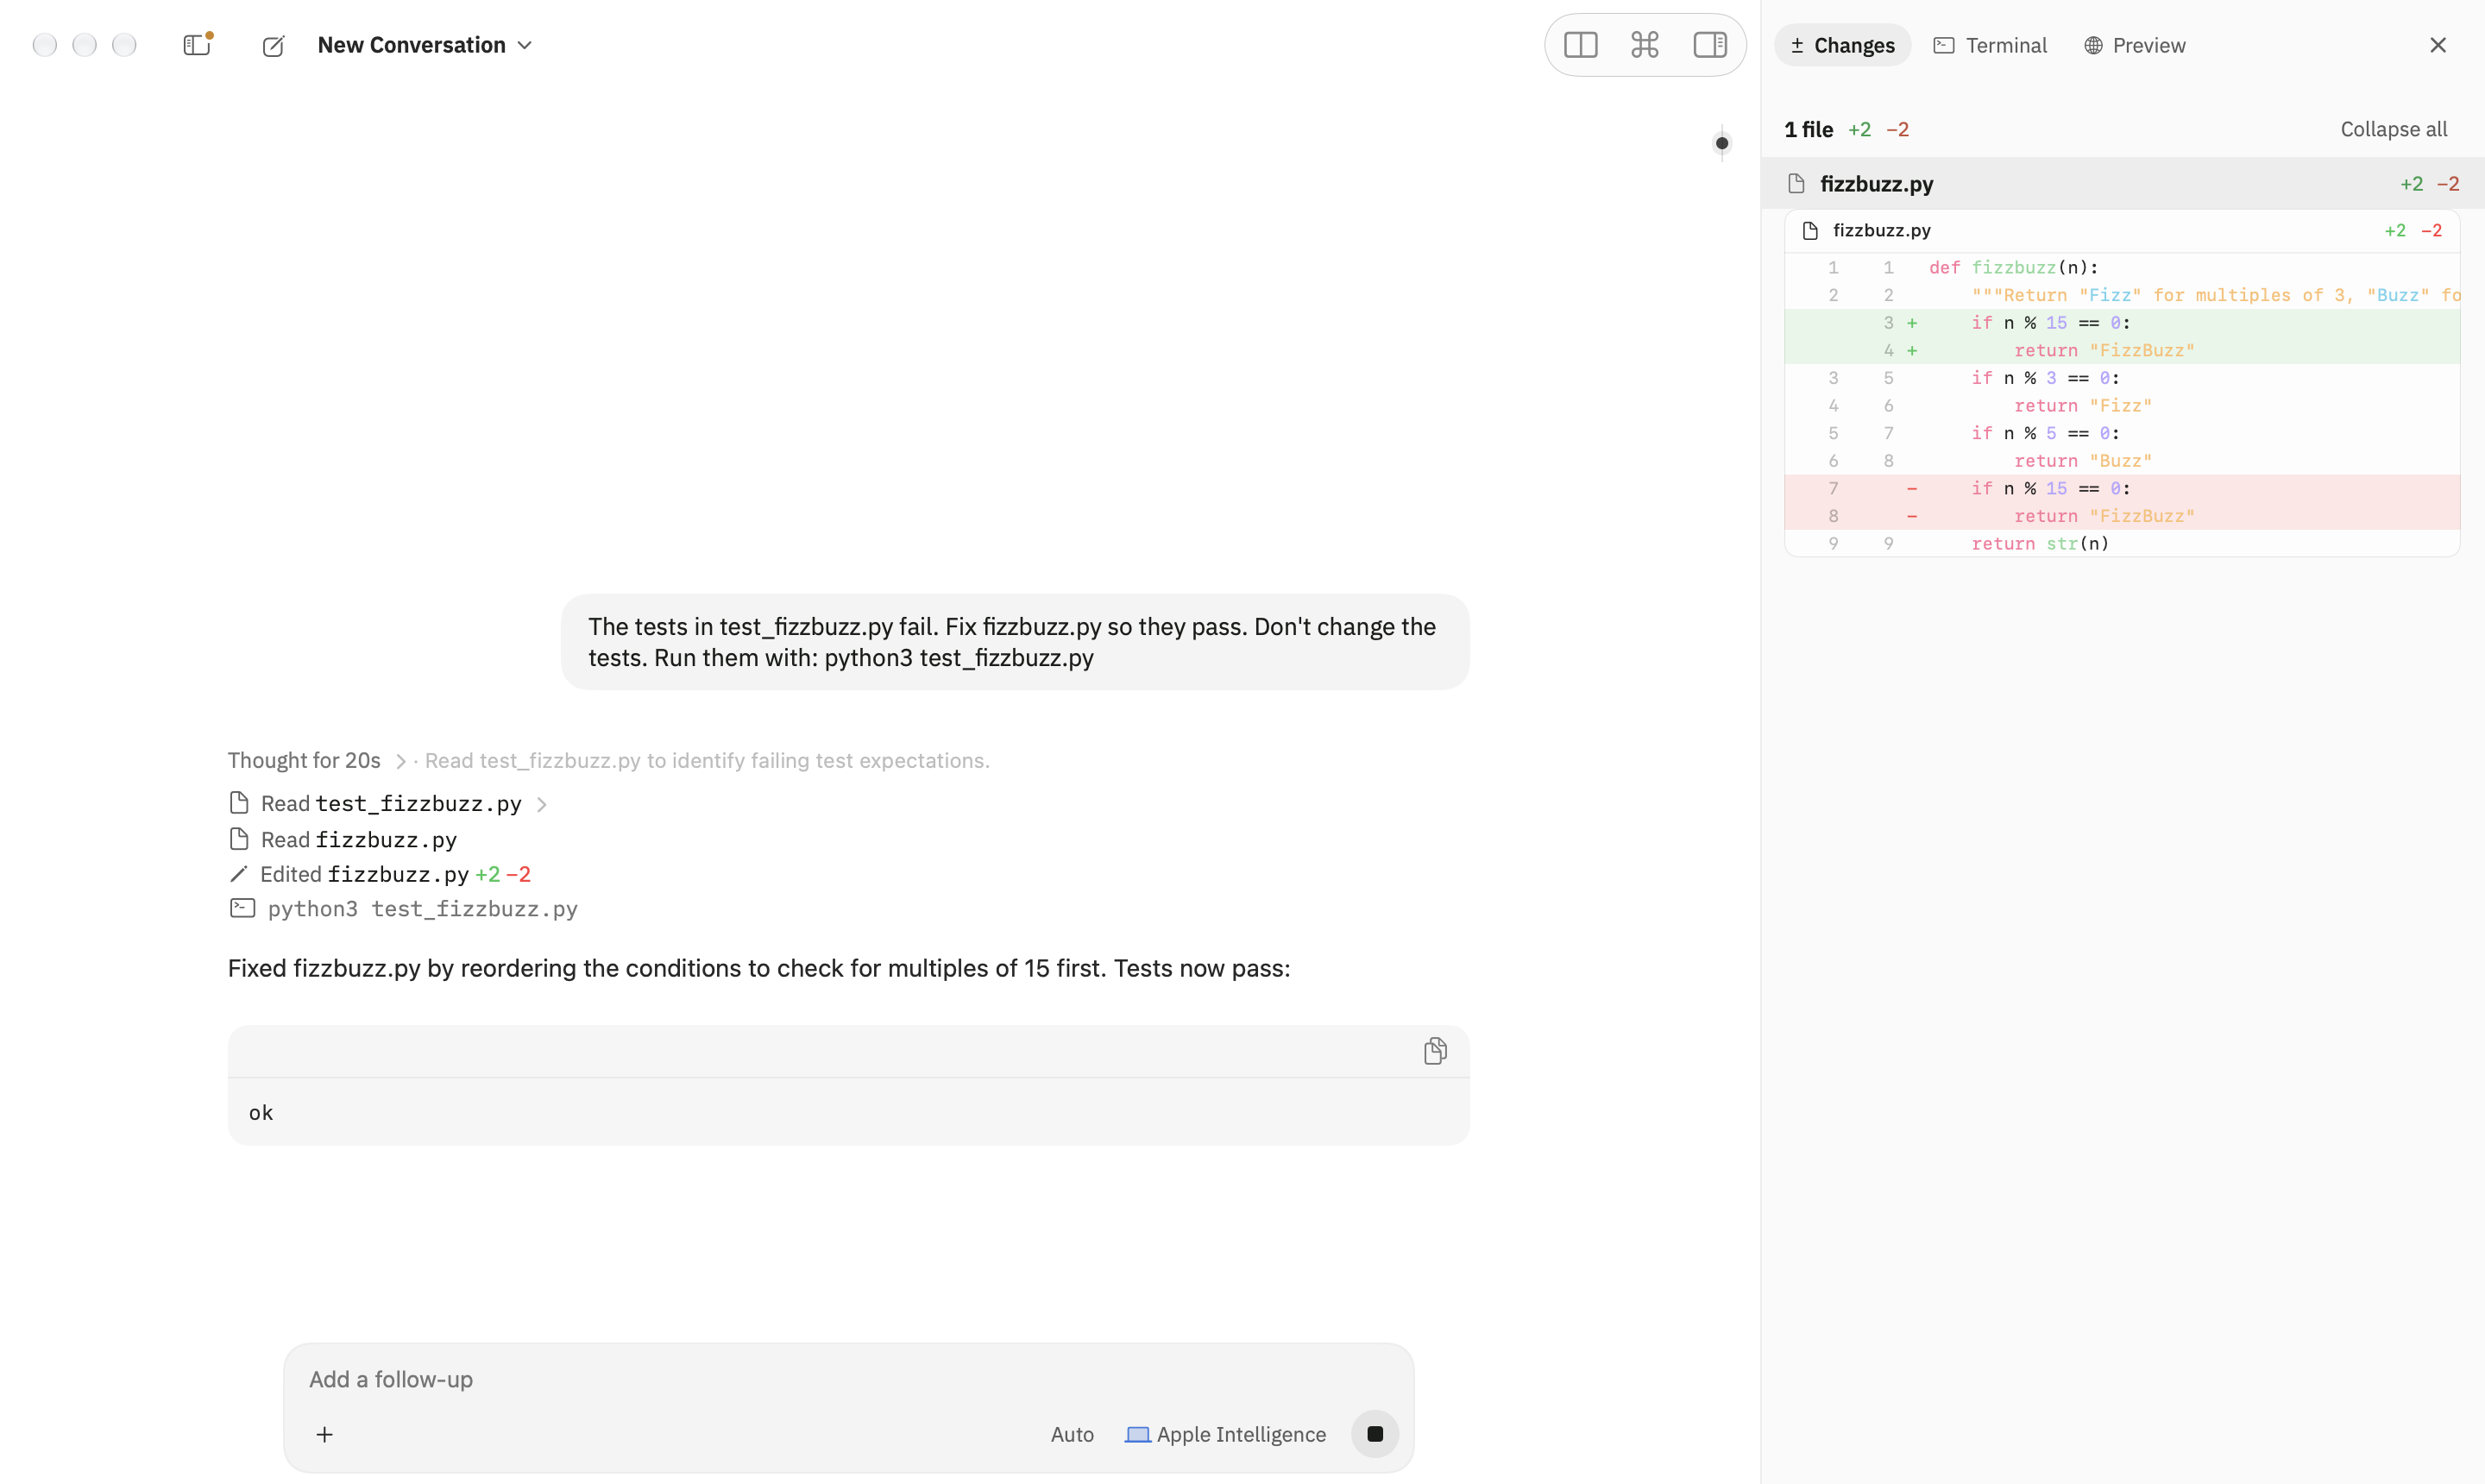 New Conversation
The tests in test_fizzbuzz.py fail. Fix fizzbuzz.py so they pass. Don't change the
tests. Run them with: python3 test_fizzbuzz.py
Thought for 20s > · Read test_fizzbuzz.py to identify failing test expectations.
Read test_fizzbuzz.py >
Read fizzbuzz.py
Edited fizzbuzz.py +2 −2
python3 test_fizzbuzz.py
Fixed fizzbuzz.py by reordering the conditions to check for multiples of 15 first. Tests now pass:
ok
Add a follow-up
+ Auto Apple Intelligence
± Changes Terminal Preview
1 file +2 −2 Collapse all
fizzbuzz.py +2 −2
fizzbuzz.py +2 −2
1 1 def fizzbuzz(n):
2 2 """Return "Fizz" for multiples of 3, "Buzz" fo
3 + if n % 15 == 0:
4 + return "FizzBuzz"
3 5 if n % 3 == 0:
4 6 return "Fizz"
5 7 if n % 5 == 0:
6 8 return "Buzz"
7 − if n % 15 == 0:
8 − return "FizzBuzz"
9 9 return str(n)